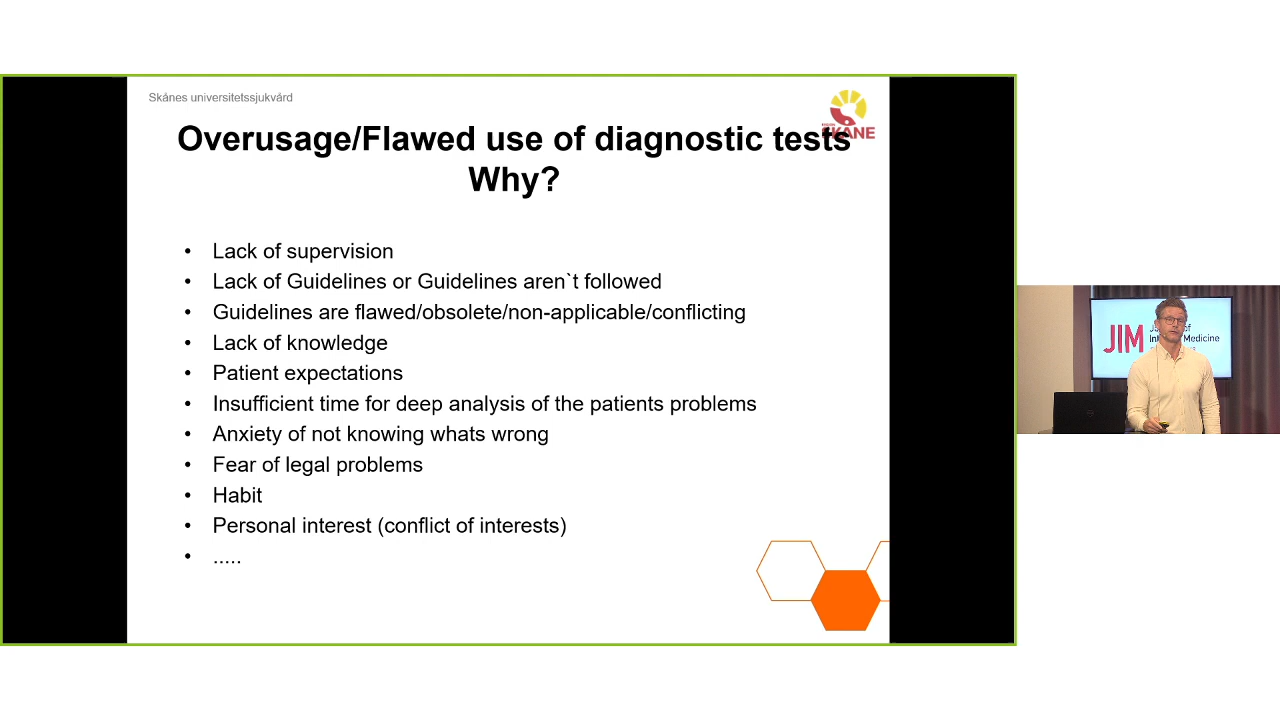 Skånes universitetssjukvård
SKÅNE
Overusage/Flawed use of diagnostic tests
Why?
• Lack of supervision
• Lack of Guidelines or Guidelines aren`t followed
• Guidelines are flawed/obsolete/non-applicable/conflicting
• Lack of knowledge
• Patient expectations
• Insufficient time for deep analysis of the patients problems
• Anxiety of not knowing whats wrong
• Fear of legal problems
• Habit
• Personal interest (conflict of interests)
• .....
JIM
Medicine